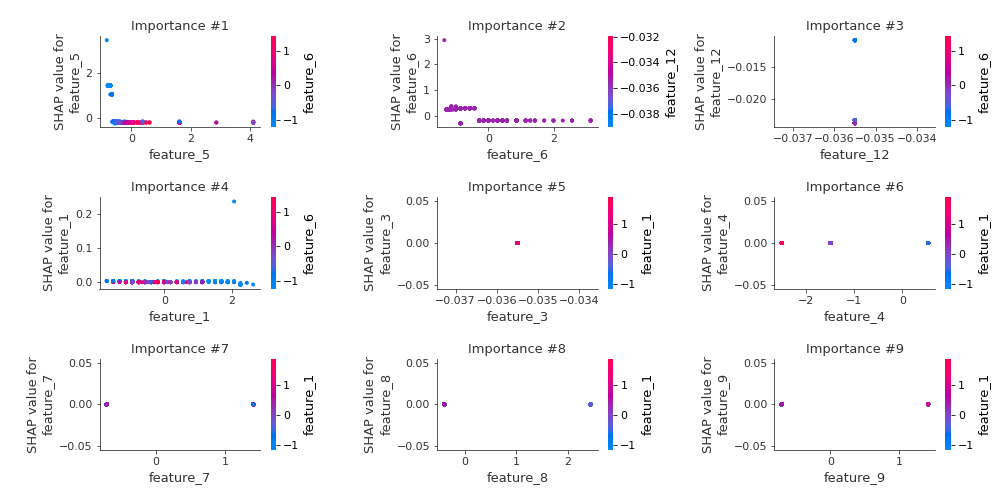 Importance #1
SHAP value for
feature_5
2
0
0
2
4
feature_5
1
0
−1
feature_6
Importance #2
SHAP value for
feature_6
3
2
1
0
0
2
feature_6
−0.032
−0.034
−0.036
−0.038
feature_12
Importance #3
SHAP value for
feature_12
−0.015
−0.020
−0.037
−0.036
−0.035
−0.034
feature_12
1
0
−1
feature_6
Importance #4
SHAP value for
feature_1
0.2
0.1
0.0
0
2
feature_1
1
0
−1
feature_6
Importance #5
SHAP value for
feature_3
0.05
0.00
−0.05
−0.037
−0.036
−0.035
−0.034
feature_3
1
0
−1
feature_1
Importance #6
SHAP value for
feature_4
0.05
0.00
−0.05
−2
−1
0
feature_4
1
0
−1
feature_1
Importance #7
SHAP value for
feature_7
0.05
0.00
−0.05
0
1
feature_7
1
0
−1
feature_1
Importance #8
SHAP value for
feature_8
0.05
0.00
−0.05
0
1
2
feature_8
1
0
−1
feature_1
Importance #9
SHAP value for
feature_9
0.05
0.00
−0.05
0
1
feature_9
1
0
−1
feature_1